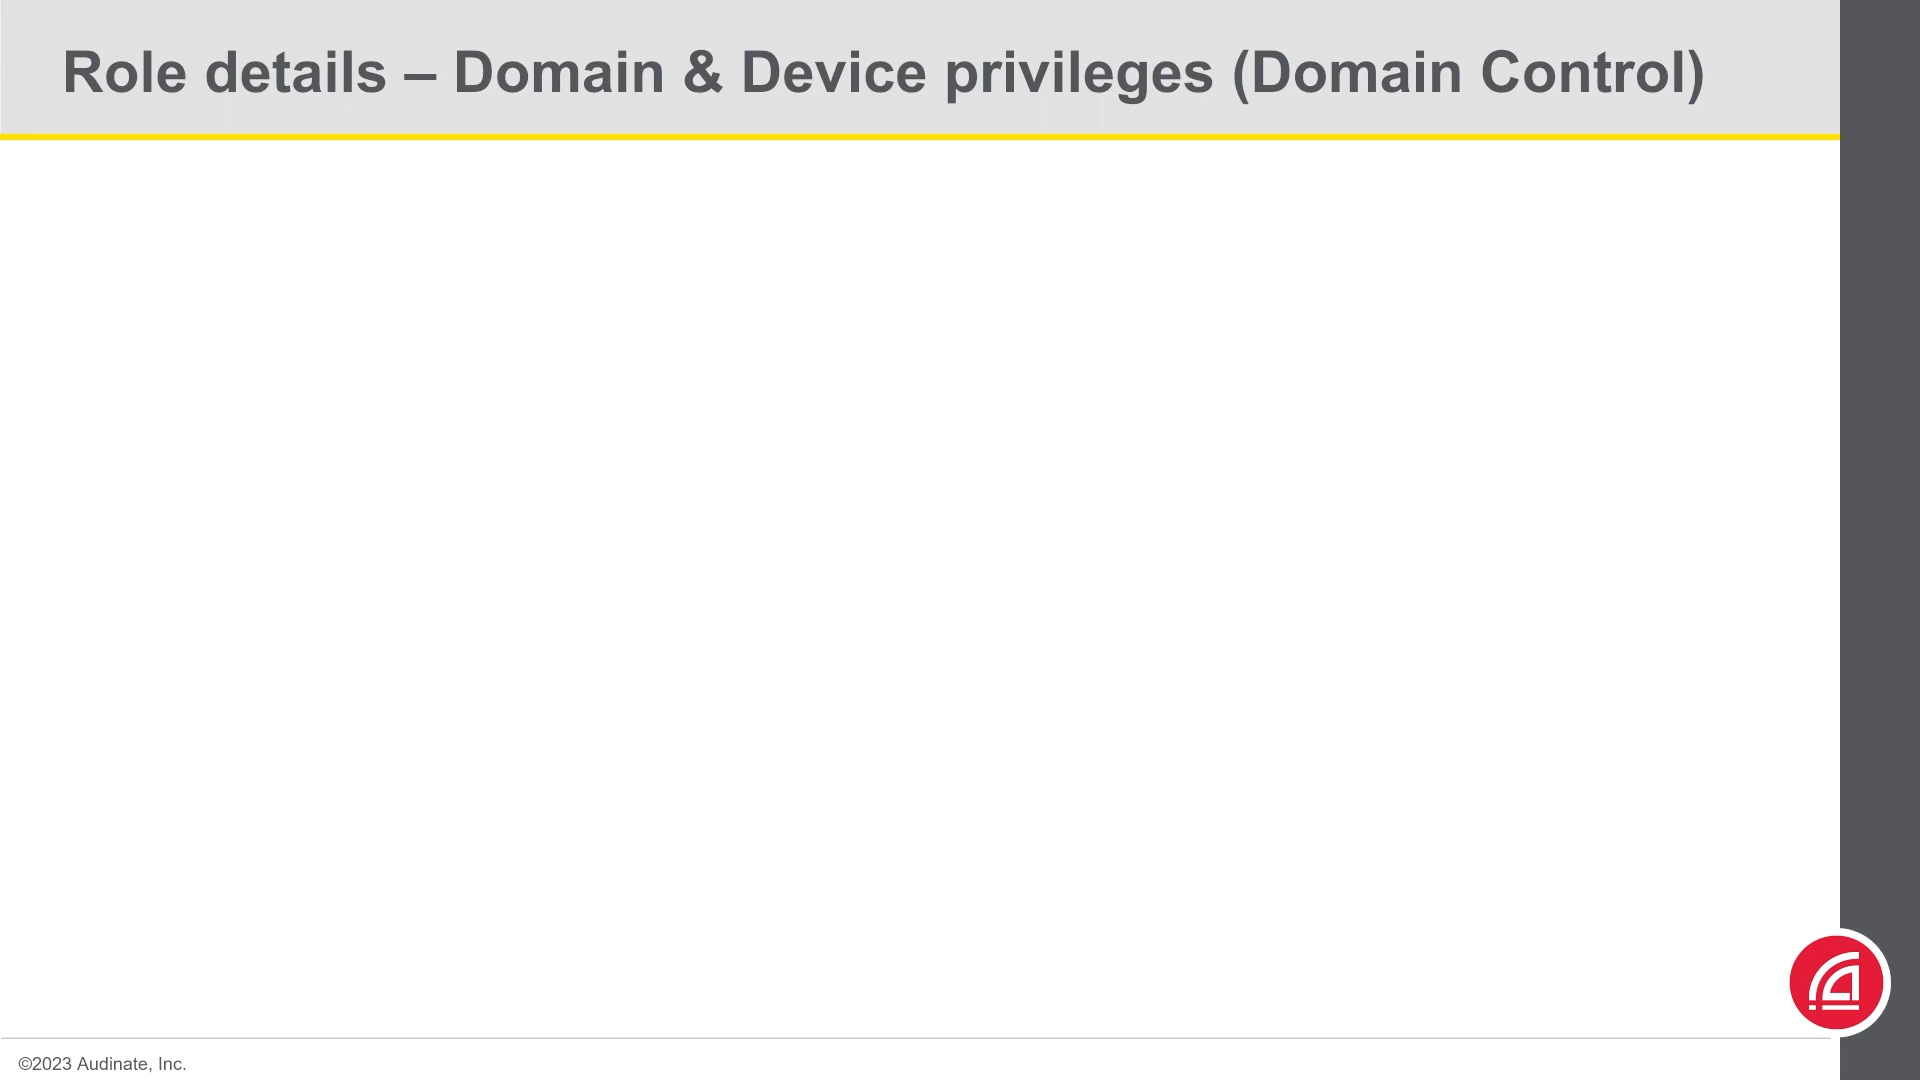 Role details – Domain & Device privileges (Domain Control)
©2023 Audinate, Inc.